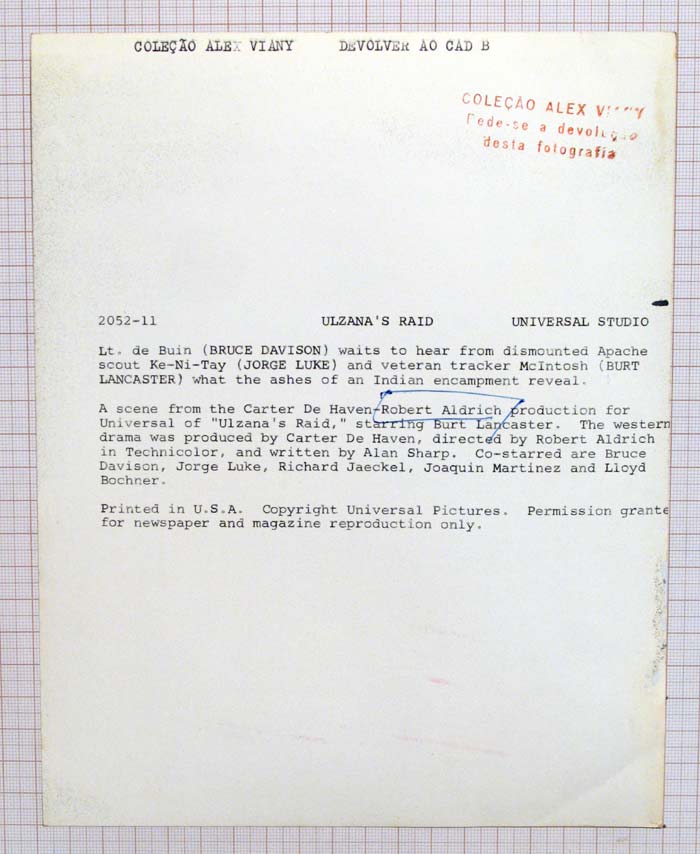 COLEÇÃO ALEX VIANY DEVOLVER AO CAD B
COLEÇÃO ALEX
Pede-se a devolução
desta fotografia
2052-11 ULZANA'S RAID UNIVERSAL STUDIO
Lt. de Buin (BRUCE DAVISON) waits to hear from dismounted Apache
scout Ke-Ni-Tay (JORGE LUKE) and veteran tracker McIntosh (BURT
LANCASTER) what the ashes of an Indian encampment reveal.
A scene from the Carter De Haven-Robert Aldrich production for
Universal of "Ulzana's Raid," starring Burt Lancaster. The western
drama was produced by Carter De Haven, directed by Robert Aldrich
in Technicolor, and written by Alan Sharp. Co-starred are Bruce
Davison, Jorge Luke, Richard Jaeckel, Joaquin Martinez and Lloyd
Bochner.
Printed in U.S.A. Copyright Universal Pictures. Permission grante
for newspaper and magazine reproduction only.